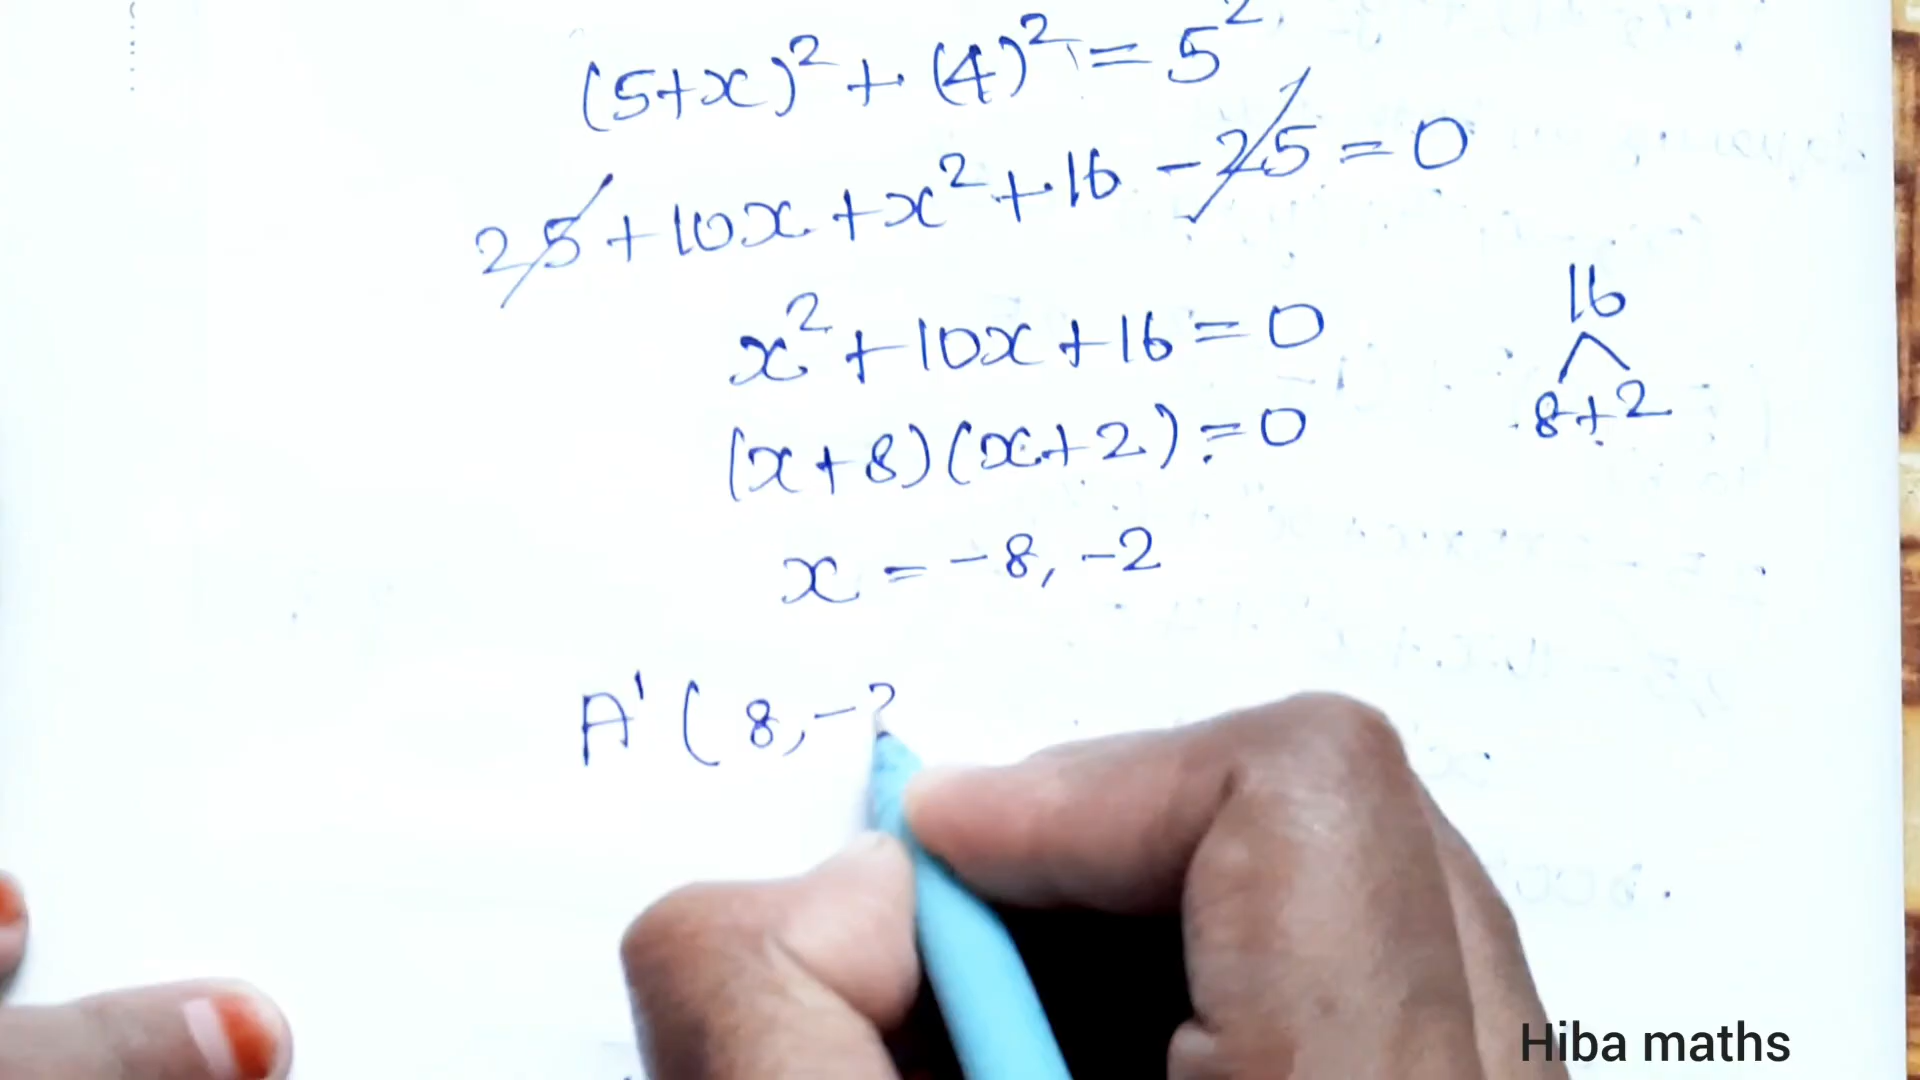 (5+x)² + (4)² = 5²
25 + 10x + x² + 16 - 25 = 0
x² + 10x + 16 = 0
16
8+2
(x+8)(x+2) = 0
x = -8, -2
A' ( 8, -2
Hiba maths